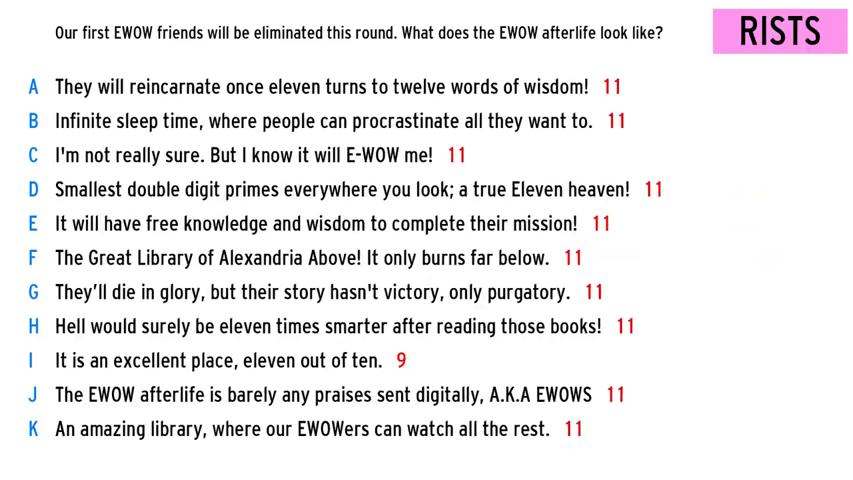 Our first EWOW friends will be eliminated this round. What does the EWOW afterlife look like?
RISTS
A They will reincarnate once eleven turns to twelve words of wisdom! 11
B Infinite sleep time, where people can procrastinate all they want to. 11
C I'm not really sure. But I know it will E-WOW me! 11
D Smallest double digit primes everywhere you look; a true Eleven heaven! 11
E It will have free knowledge and wisdom to complete their mission! 11
F The Great Library of Alexandria Above! It only burns far below. 11
G They’ll die in glory, but their story hasn't victory, only purgatory. 11
H Hell would surely be eleven times smarter after reading those books! 11
I It is an excellent place, eleven out of ten. 9
J The EWOW afterlife is barely any praises sent digitally, A.K.A EWOWS 11
K An amazing library, where our EWOWers can watch all the rest. 11